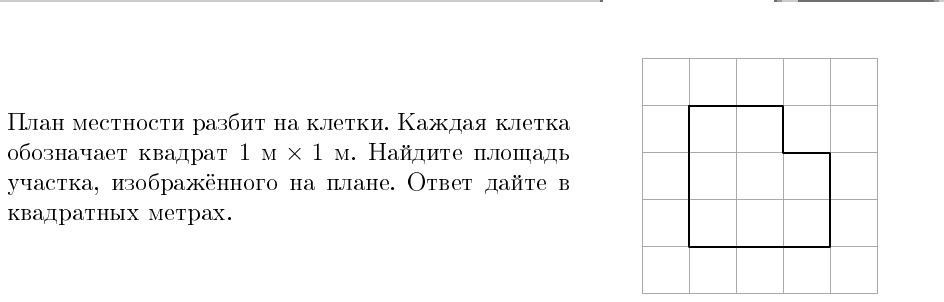 План местности разбит на клетки. Каждая клетка
обозначает квадрат 1 м × 1 м. Найдите площадь
участка, изображённого на плане. Ответ дайте в
квадратных метрах.